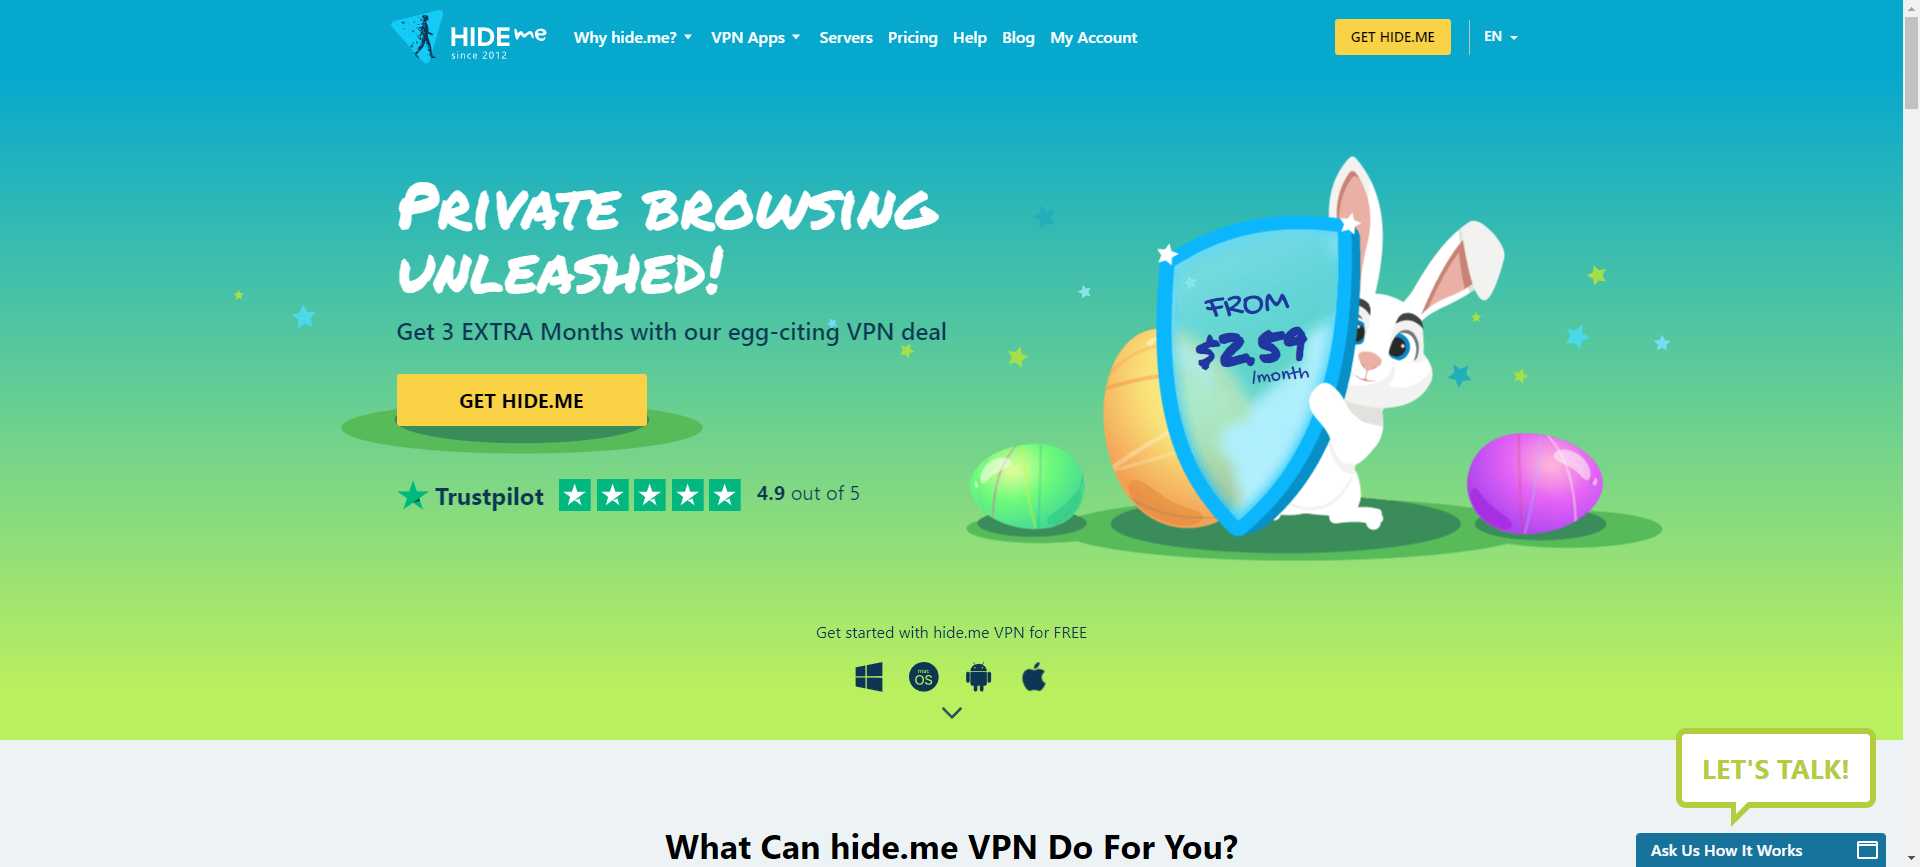 HIDE me
since 2012
Why hide.me? VPN Apps Servers Pricing Help Blog My Account
GET HIDE.ME
EN
PRIVATE BROWSING
UNLEASHED!
Get 3 EXTRA Months with our egg-citing VPN deal
GET HIDE.ME
Trustpilot 4.9 out of 5
FROM
$2.59
/month
Get started with hide.me VPN for FREE
mac
OS
LET'S TALK!
What Can hide.me VPN Do For You?
Ask Us How It Works